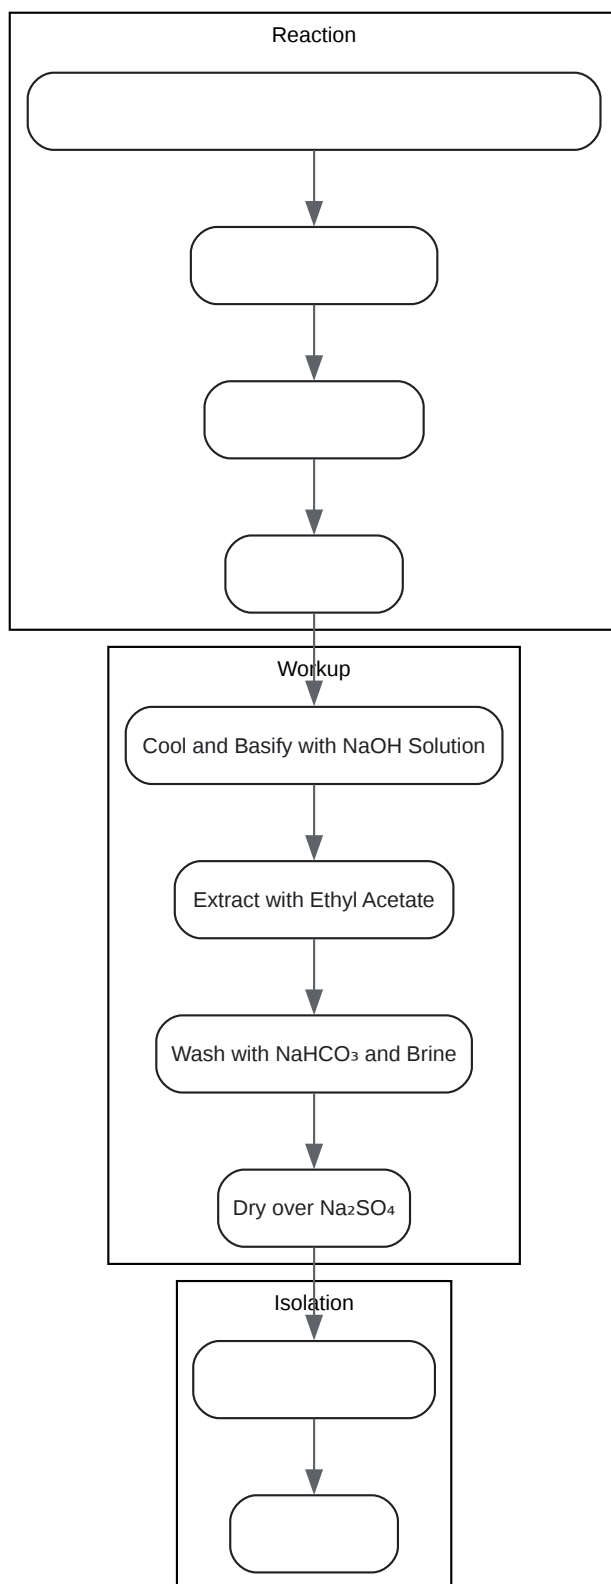 Reaction
Workup
Cool and Basify with NaOH Solution
Extract with Ethyl Acetate
Wash with NaHCO₃ and Brine
Dry over Na₂SO₄
Isolation